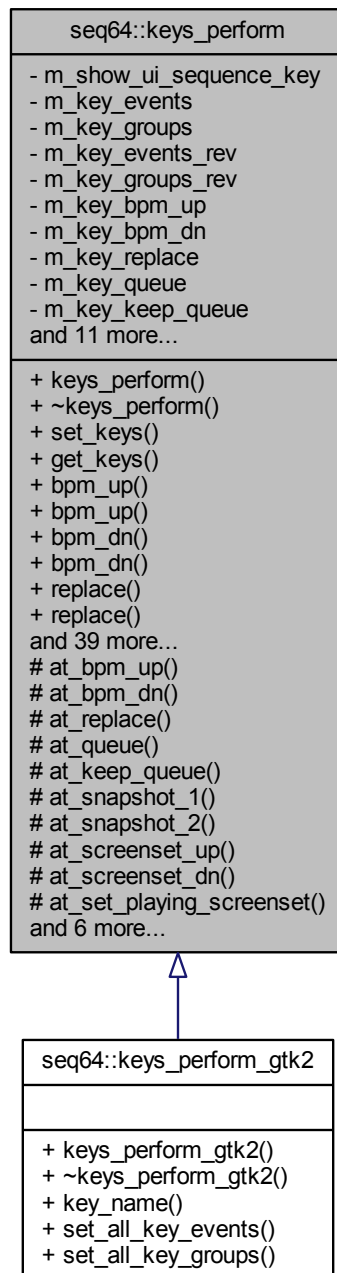 seq64::keys_perform
- m_show_ui_sequence_key
- m_key_events
- m_key_groups
- m_key_events_rev
- m_key_groups_rev
- m_key_bpm_up
- m_key_bpm_dn
- m_key_replace
- m_key_queue
- m_key_keep_queue
and 11 more...
+ keys_perform()
+ ~keys_perform()
+ set_keys()
+ get_keys()
+ bpm_up()
+ bpm_up()
+ bpm_dn()
+ bpm_dn()
+ replace()
+ replace()
and 39 more...
# at_bpm_up()
# at_bpm_dn()
# at_replace()
# at_queue()
# at_keep_queue()
# at_snapshot_1()
# at_snapshot_2()
# at_screenset_up()
# at_screenset_dn()
# at_set_playing_screenset()
and 6 more...
seq64::keys_perform_gtk2
+ keys_perform_gtk2()
+ ~keys_perform_gtk2()
+ key_name()
+ set_all_key_events()
+ set_all_key_groups()